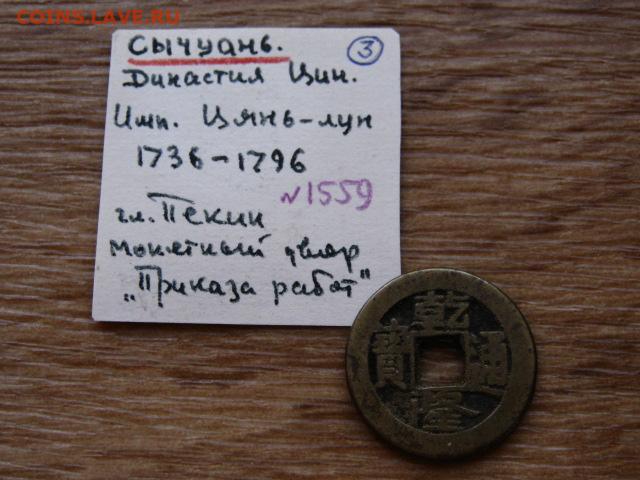 COINS.LAVE.RU
Сычуань. 3
Династия Цин.
Имп. Цянь-лун
1736-1796
№1559
гл. Пекин
монетный двор
„Приказа работ"
乾
寳 通
隆